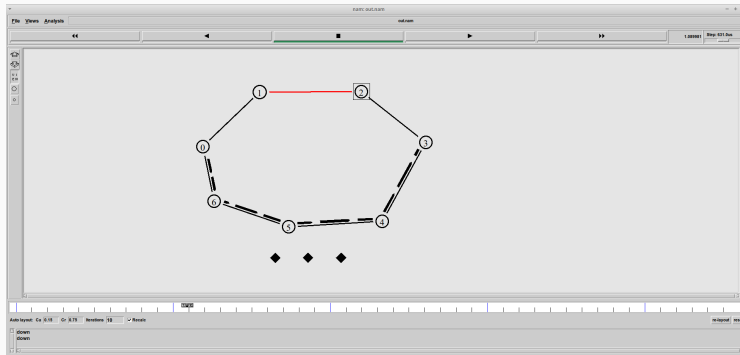 nam: out.nam
File Views Analysis
out.nam
1.089981 Step: 631.0us
1
2
0
3
6
4
5
Auto layout: Ca 0.15 Cr 0.75 Iterations 10 Recalc
re-layout
down
down